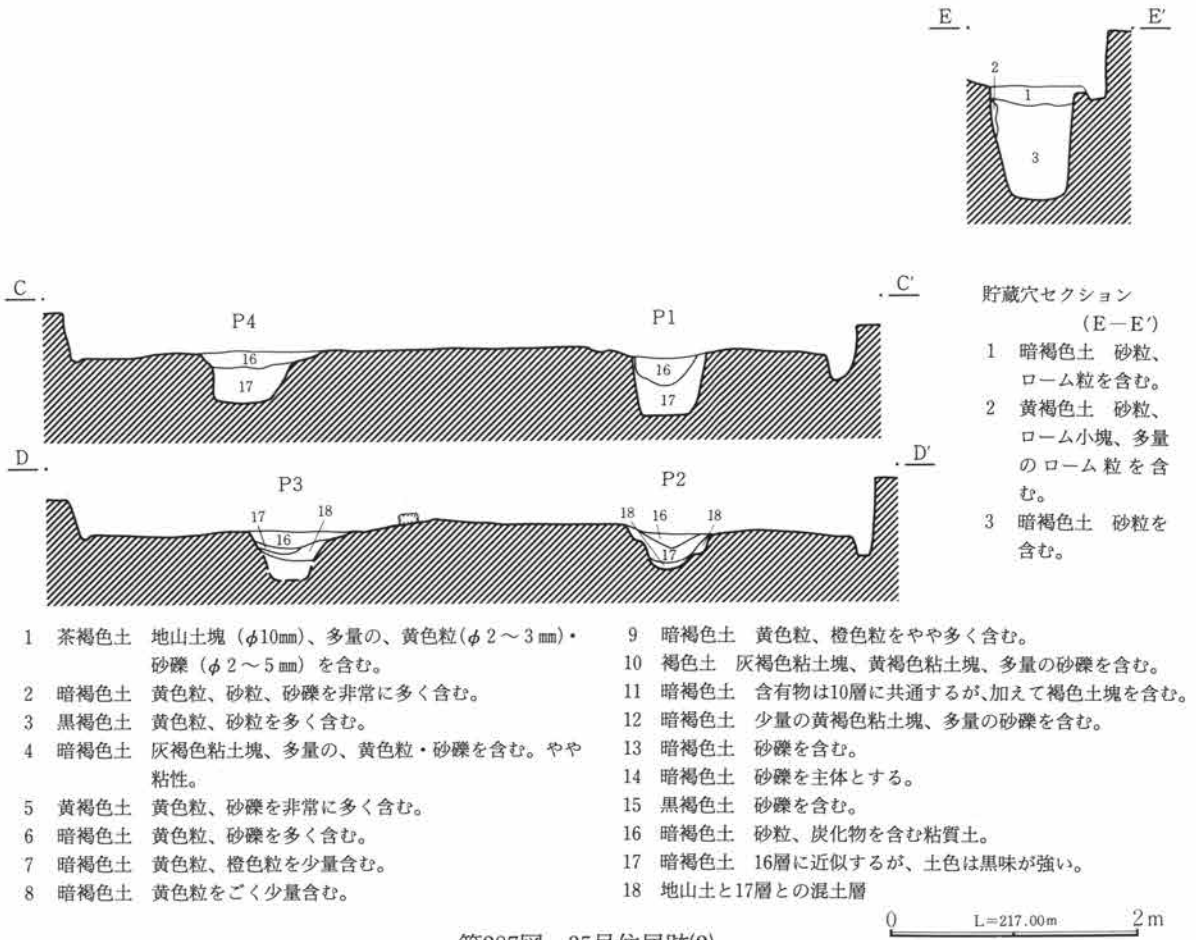 E E′
2
1
3
C C′
P4 P1
16 16
17 17
貯蔵穴セクション
(E－E′)
1 暗褐色土 砂粒、
ローム粒を含む。
2 黄褐色土 砂粒、
ローム小塊、多量
のローム粒を含
む。
3 暗褐色土 砂粒を
含む。
D D′
P3 P2
17 18 18 16 18
16 17
1 茶褐色土 地山土塊（φ10㎜）、多量の、黄色粒(φ2～3㎜)・
砂礫（φ2～5㎜）を含む。
2 暗褐色土 黄色粒、砂粒、砂礫を非常に多く含む。
3 黒褐色土 黄色粒、砂粒を多く含む。
4 暗褐色土 灰褐色粘土塊、多量の、黄色粒・砂礫を含む。やや
粘性。
5 黄褐色土 黄色粒、砂礫を非常に多く含む。
6 暗褐色土 黄色粒、砂礫を多く含む。
7 暗褐色土 黄色粒、橙色粒を少量含む。
8 暗褐色土 黄色粒をごく少量含む。
9 暗褐色土 黄色粒、橙色粒をやや多く含む。
10 褐色土 灰褐色粘土塊、黄褐色粘土塊、多量の砂礫を含む。
11 暗褐色土 含有物は10層に共通するが、加えて褐色土塊を含む。
12 暗褐色土 少量の黄褐色粘土塊、多量の砂礫を含む。
13 暗褐色土 砂礫を含む。
14 暗褐色土 砂礫を主体とする。
15 黒褐色土 砂礫を含む。
16 暗褐色土 砂粒、炭化物を含む粘質土。
17 暗褐色土 16層に近似するが、土色は黒味が強い。
18 地山土と17層との混土層
0 L=217.00m 2m